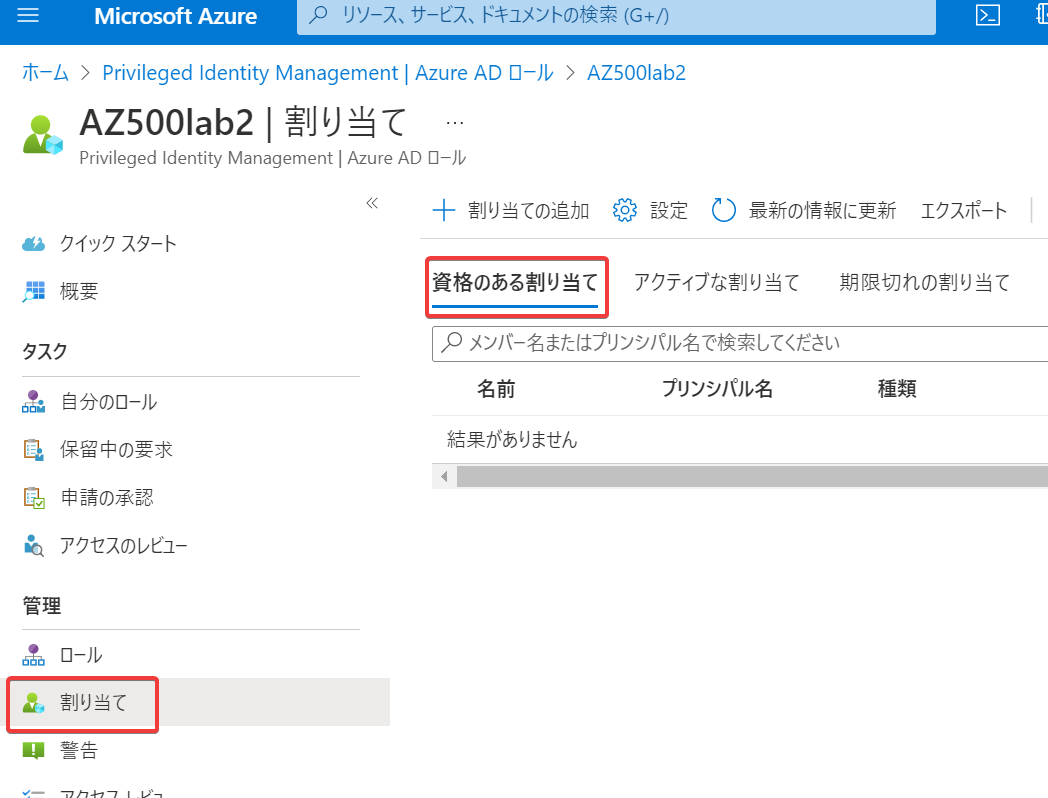 Microsoft Azure
リソース、サービス、ドキュメントの検索 (G+/)
ホーム > Privileged Identity Management | Azure AD ロール > AZ500lab2
AZ500lab2 | 割り当て ...
Privileged Identity Management | Azure AD ロール
«
クイック スタート
概要
タスク
自分のロール
保留中の要求
申請の承認
アクセスのレビュー
管理
ロール
割り当て
警告
アクセス レビュー
割り当ての追加 設定 最新の情報に更新 エクスポート
資格のある割り当て アクティブな割り当て 期限切れの割り当て
メンバー名またはプリンシパル名で検索してください
名前 プリンシパル名 種類
結果がありません